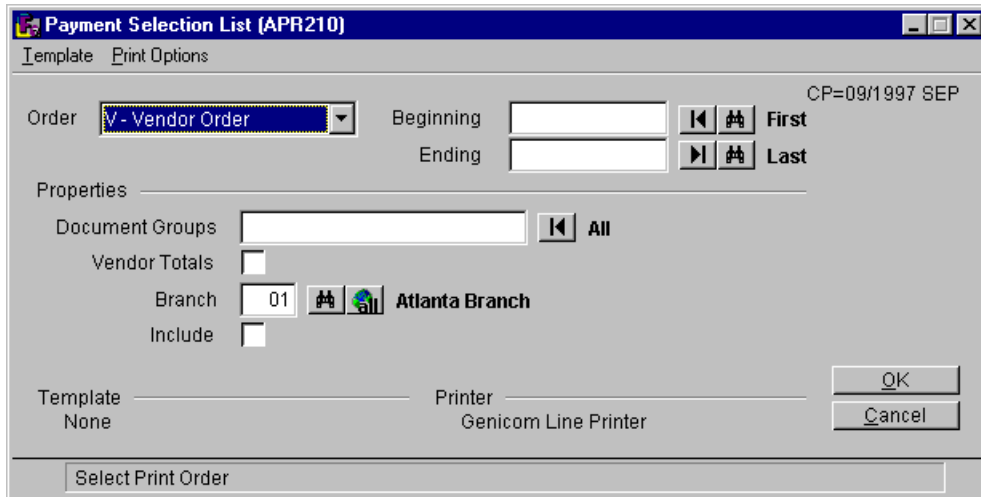 Payment Selection List (APR210)
Template Print Options
CP=09/1997 SEP
Order V - Vendor Order Beginning First
Ending Last
Properties
Document Groups All
Vendor Totals
Branch 01 all Atlanta Branch
Include
OK
Template Printer
None Genicom Line Printer
Cancel
Select Print Order